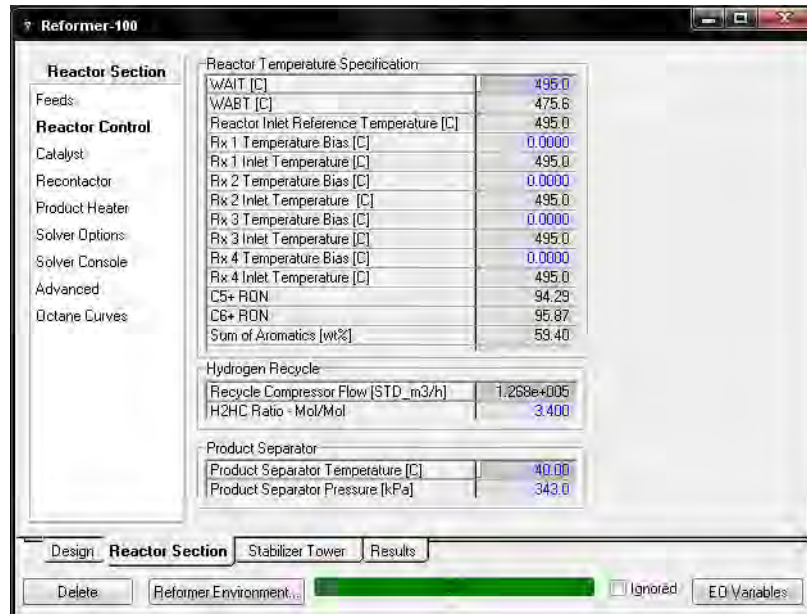 Reformer-100
Reactor Section
Feeds
Reactor Control
Catalyst
Recontactor
Product Heater
Solver Options
Solver Console
Advanced
Octane Curves
Reactor Temperature Specification
WAIT [C] 495.0
WABT [C] 475.6
Reactor Inlet Reference Temperature [C] 495.0
Rx 1 Temperature Bias [C] 0.0000
Rx 1 Inlet Temperature [C] 495.0
Rx 2 Temperature Bias [C] 0.0000
Rx 2 Inlet Temperature [C] 495.0
Rx 3 Temperature Bias [C] 0.0000
Rx 3 Inlet Temperature [C] 495.0
Rx 4 Temperature Bias [C] 0.0000
Rx 4 Inlet Temperature [C] 495.0
C5+ RON 94.29
C6+ RON 95.87
Sum of Aromatics [wt%] 59.40
Hydrogen Recycle
Recycle Compressor Flow [STD_m3/h] 1.268e+005
H2HC Ratio - Mol/Mol 3.400
Product Separator
Product Separator Temperature [C] 40.00
Product Separator Pressure [kPa] 343.0
Design Reactor Section Stabilizer Tower Results
Delete Reformer Environment... Ignored EO Variables